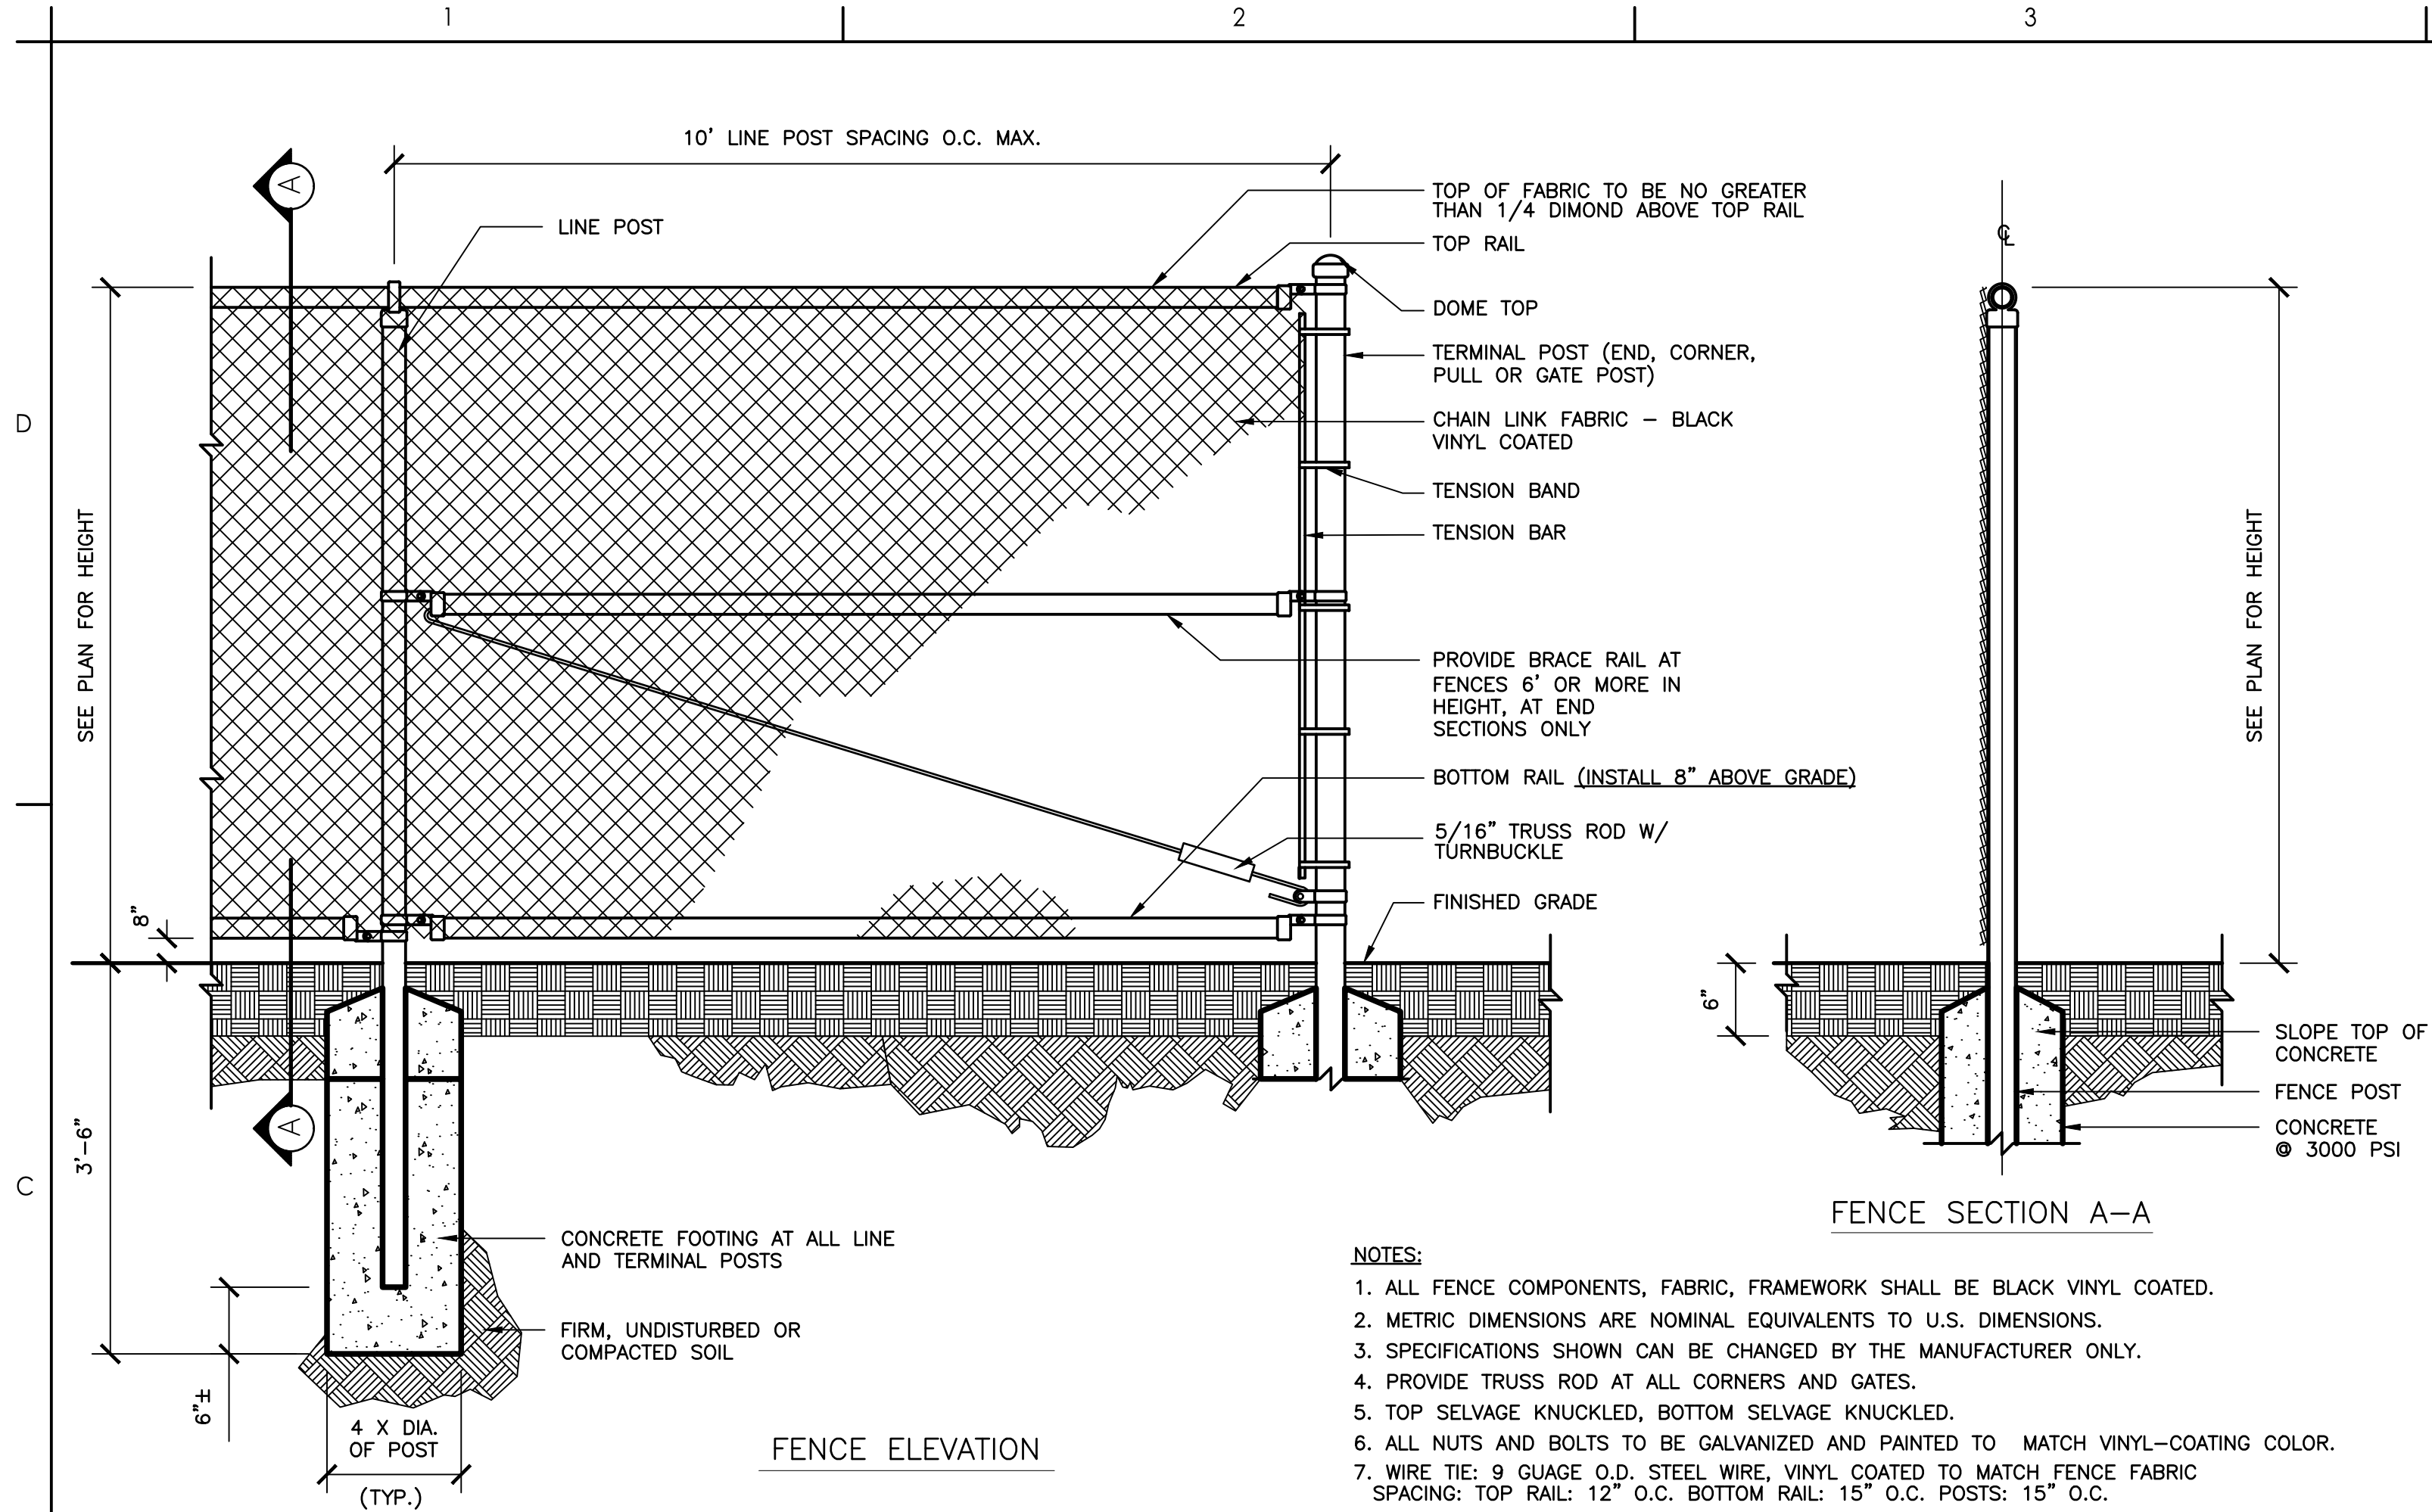 1
2
3
D
C
10' LINE POST SPACING O.C. MAX.
A
LINE POST
TOP OF FABRIC TO BE NO GREATER
THAN 1/4 DIMOND ABOVE TOP RAIL
TOP RAIL
DOME TOP
TERMINAL POST (END, CORNER,
PULL OR GATE POST)
CHAIN LINK FABRIC – BLACK
VINYL COATED
TENSION BAND
TENSION BAR
PROVIDE BRACE RAIL AT
FENCES 6' OR MORE IN
HEIGHT, AT END
SECTIONS ONLY
BOTTOM RAIL (INSTALL 8" ABOVE GRADE)
5/16" TRUSS ROD W/
TURNBUCKLE
FINISHED GRADE
SEE PLAN FOR HEIGHT
8"
3'–6"
A
CONCRETE FOOTING AT ALL LINE
AND TERMINAL POSTS
FIRM, UNDISTURBED OR
COMPACTED SOIL
6"±
4 X DIA.
OF POST
(TYP.)
FENCE ELEVATION
℄
SEE PLAN FOR HEIGHT
6"
SLOPE TOP OF
CONCRETE
FENCE POST
CONCRETE
@ 3000 PSI
FENCE SECTION A–A
NOTES:
1. ALL FENCE COMPONENTS, FABRIC, FRAMEWORK SHALL BE BLACK VINYL COATED.
2. METRIC DIMENSIONS ARE NOMINAL EQUIVALENTS TO U.S. DIMENSIONS.
3. SPECIFICATIONS SHOWN CAN BE CHANGED BY THE MANUFACTURER ONLY.
4. PROVIDE TRUSS ROD AT ALL CORNERS AND GATES.
5. TOP SELVAGE KNUCKLED, BOTTOM SELVAGE KNUCKLED.
6. ALL NUTS AND BOLTS TO BE GALVANIZED AND PAINTED TO MATCH VINYL–COATING COLOR.
7. WIRE TIE: 9 GUAGE O.D. STEEL WIRE, VINYL COATED TO MATCH FENCE FABRIC
SPACING: TOP RAIL: 12" O.C. BOTTOM RAIL: 15" O.C. POSTS: 15" O.C.